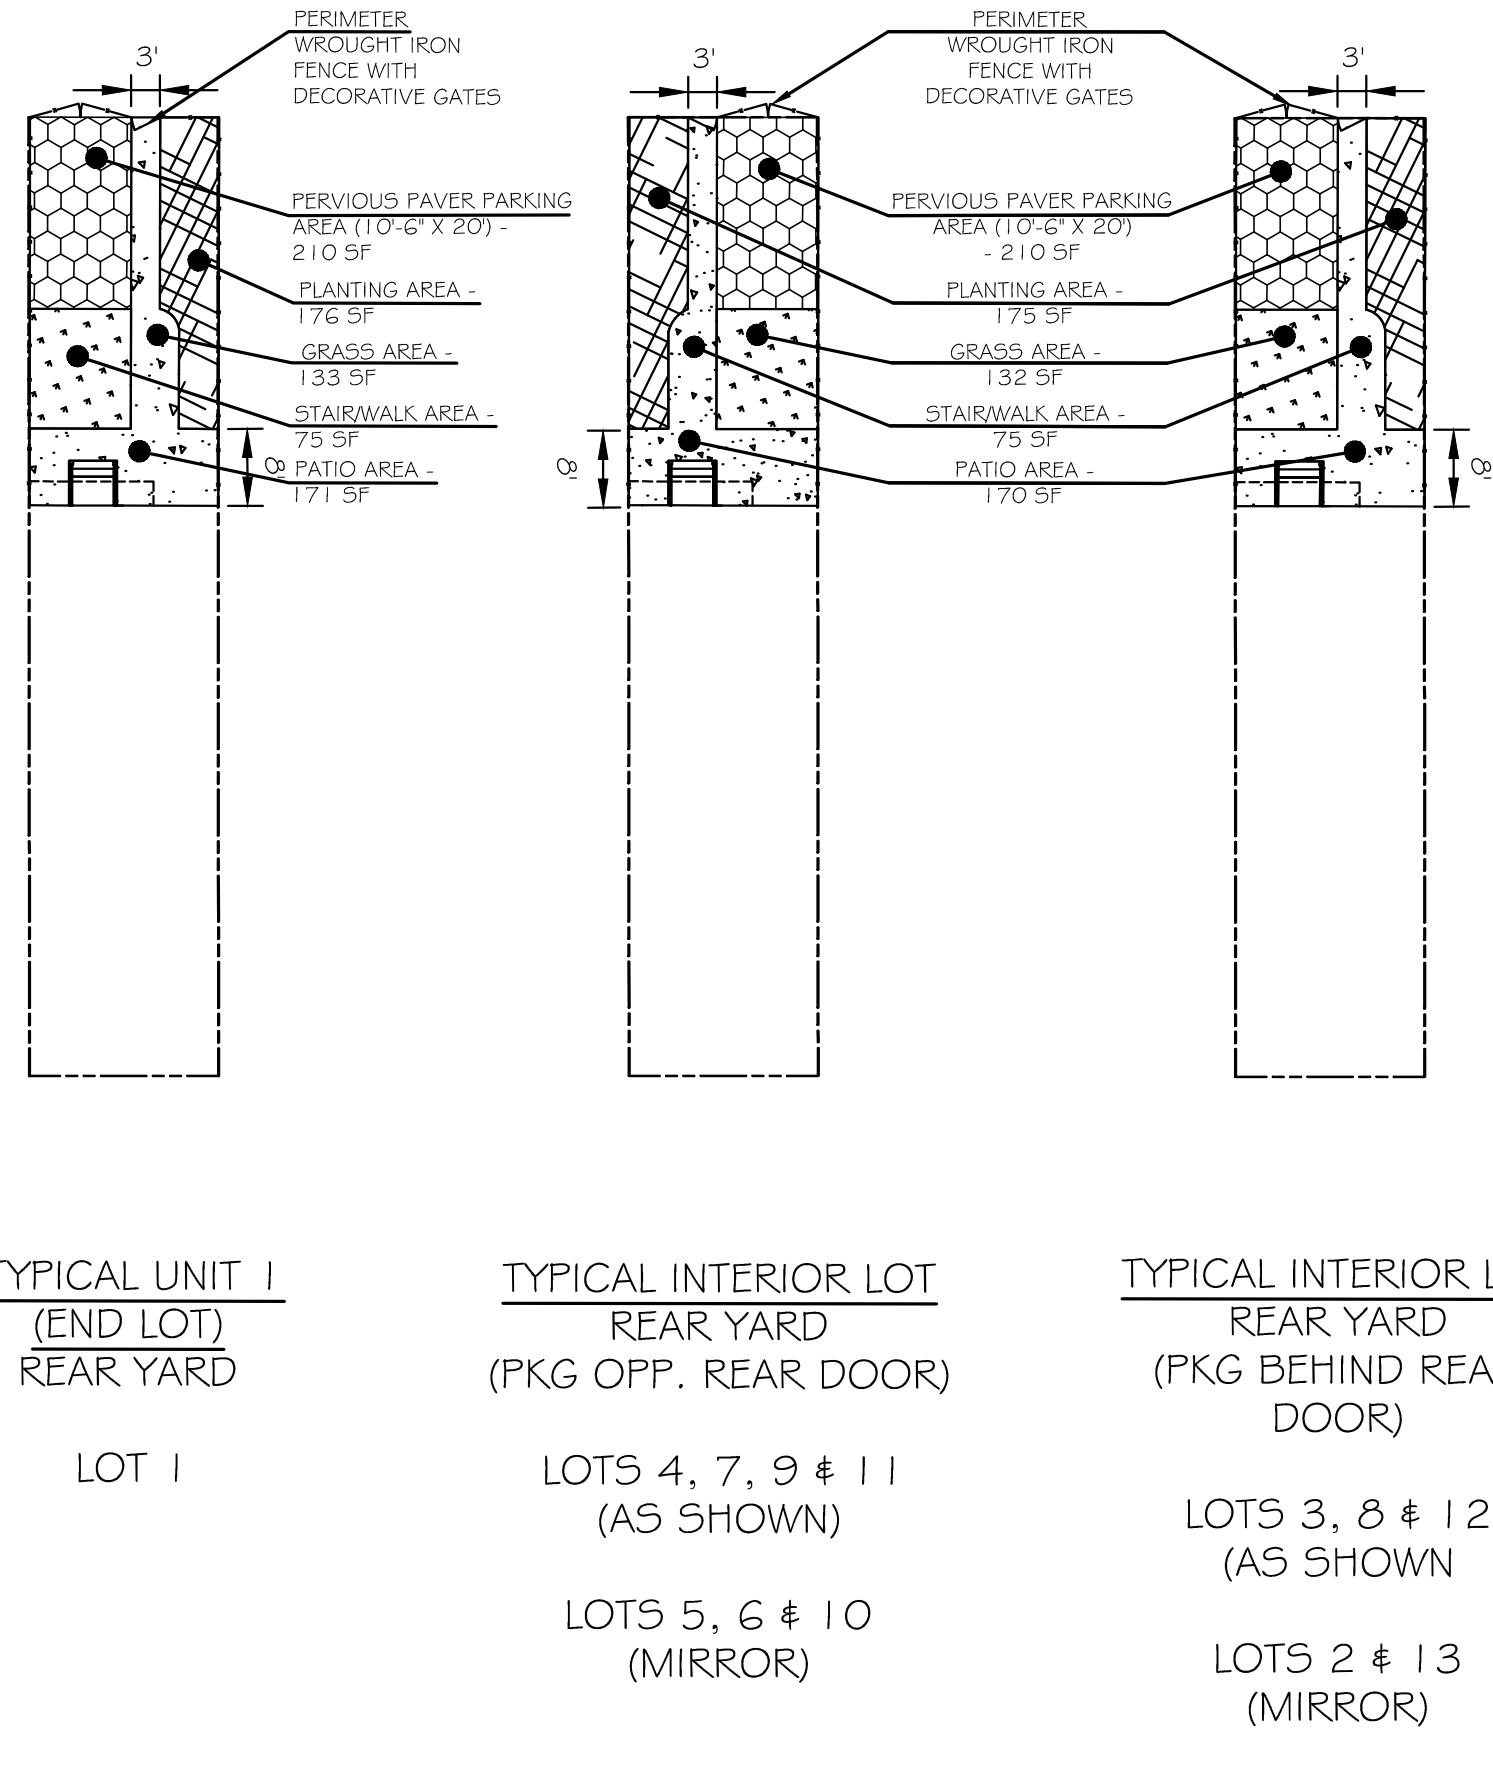 PERIMETER
WROUGHT IRON
FENCE WITH
DECORATIVE GATES
3'
PERVIOUS PAVER PARKING
AREA (10'-6" X 20') -
210 SF
PLANTING AREA -
176 SF
GRASS AREA -
133 SF
STAIR/WALK AREA -
75 SF
PATIO AREA -
171 SF
8'
PERIMETER
WROUGHT IRON
FENCE WITH
DECORATIVE GATES
3'
3'
PERVIOUS PAVER PARKING
AREA (10'-6" X 20')
- 210 SF
PLANTING AREA -
175 SF
GRASS AREA -
132 SF
STAIR/WALK AREA -
75 SF
PATIO AREA -
170 SF
8'
8'
TYPICAL UNIT 1
(END LOT)
REAR YARD
LOT 1
TYPICAL INTERIOR LOT
REAR YARD
(PKG OPP. REAR DOOR)
LOTS 4, 7, 9 & 11
(AS SHOWN)
LOTS 5, 6 & 10
(MIRROR)
TYPICAL INTERIOR L
REAR YARD
(PKG BEHIND REA
DOOR)
LOTS 3, 8 & 12
(AS SHOWN
LOTS 2 & 13
(MIRROR)